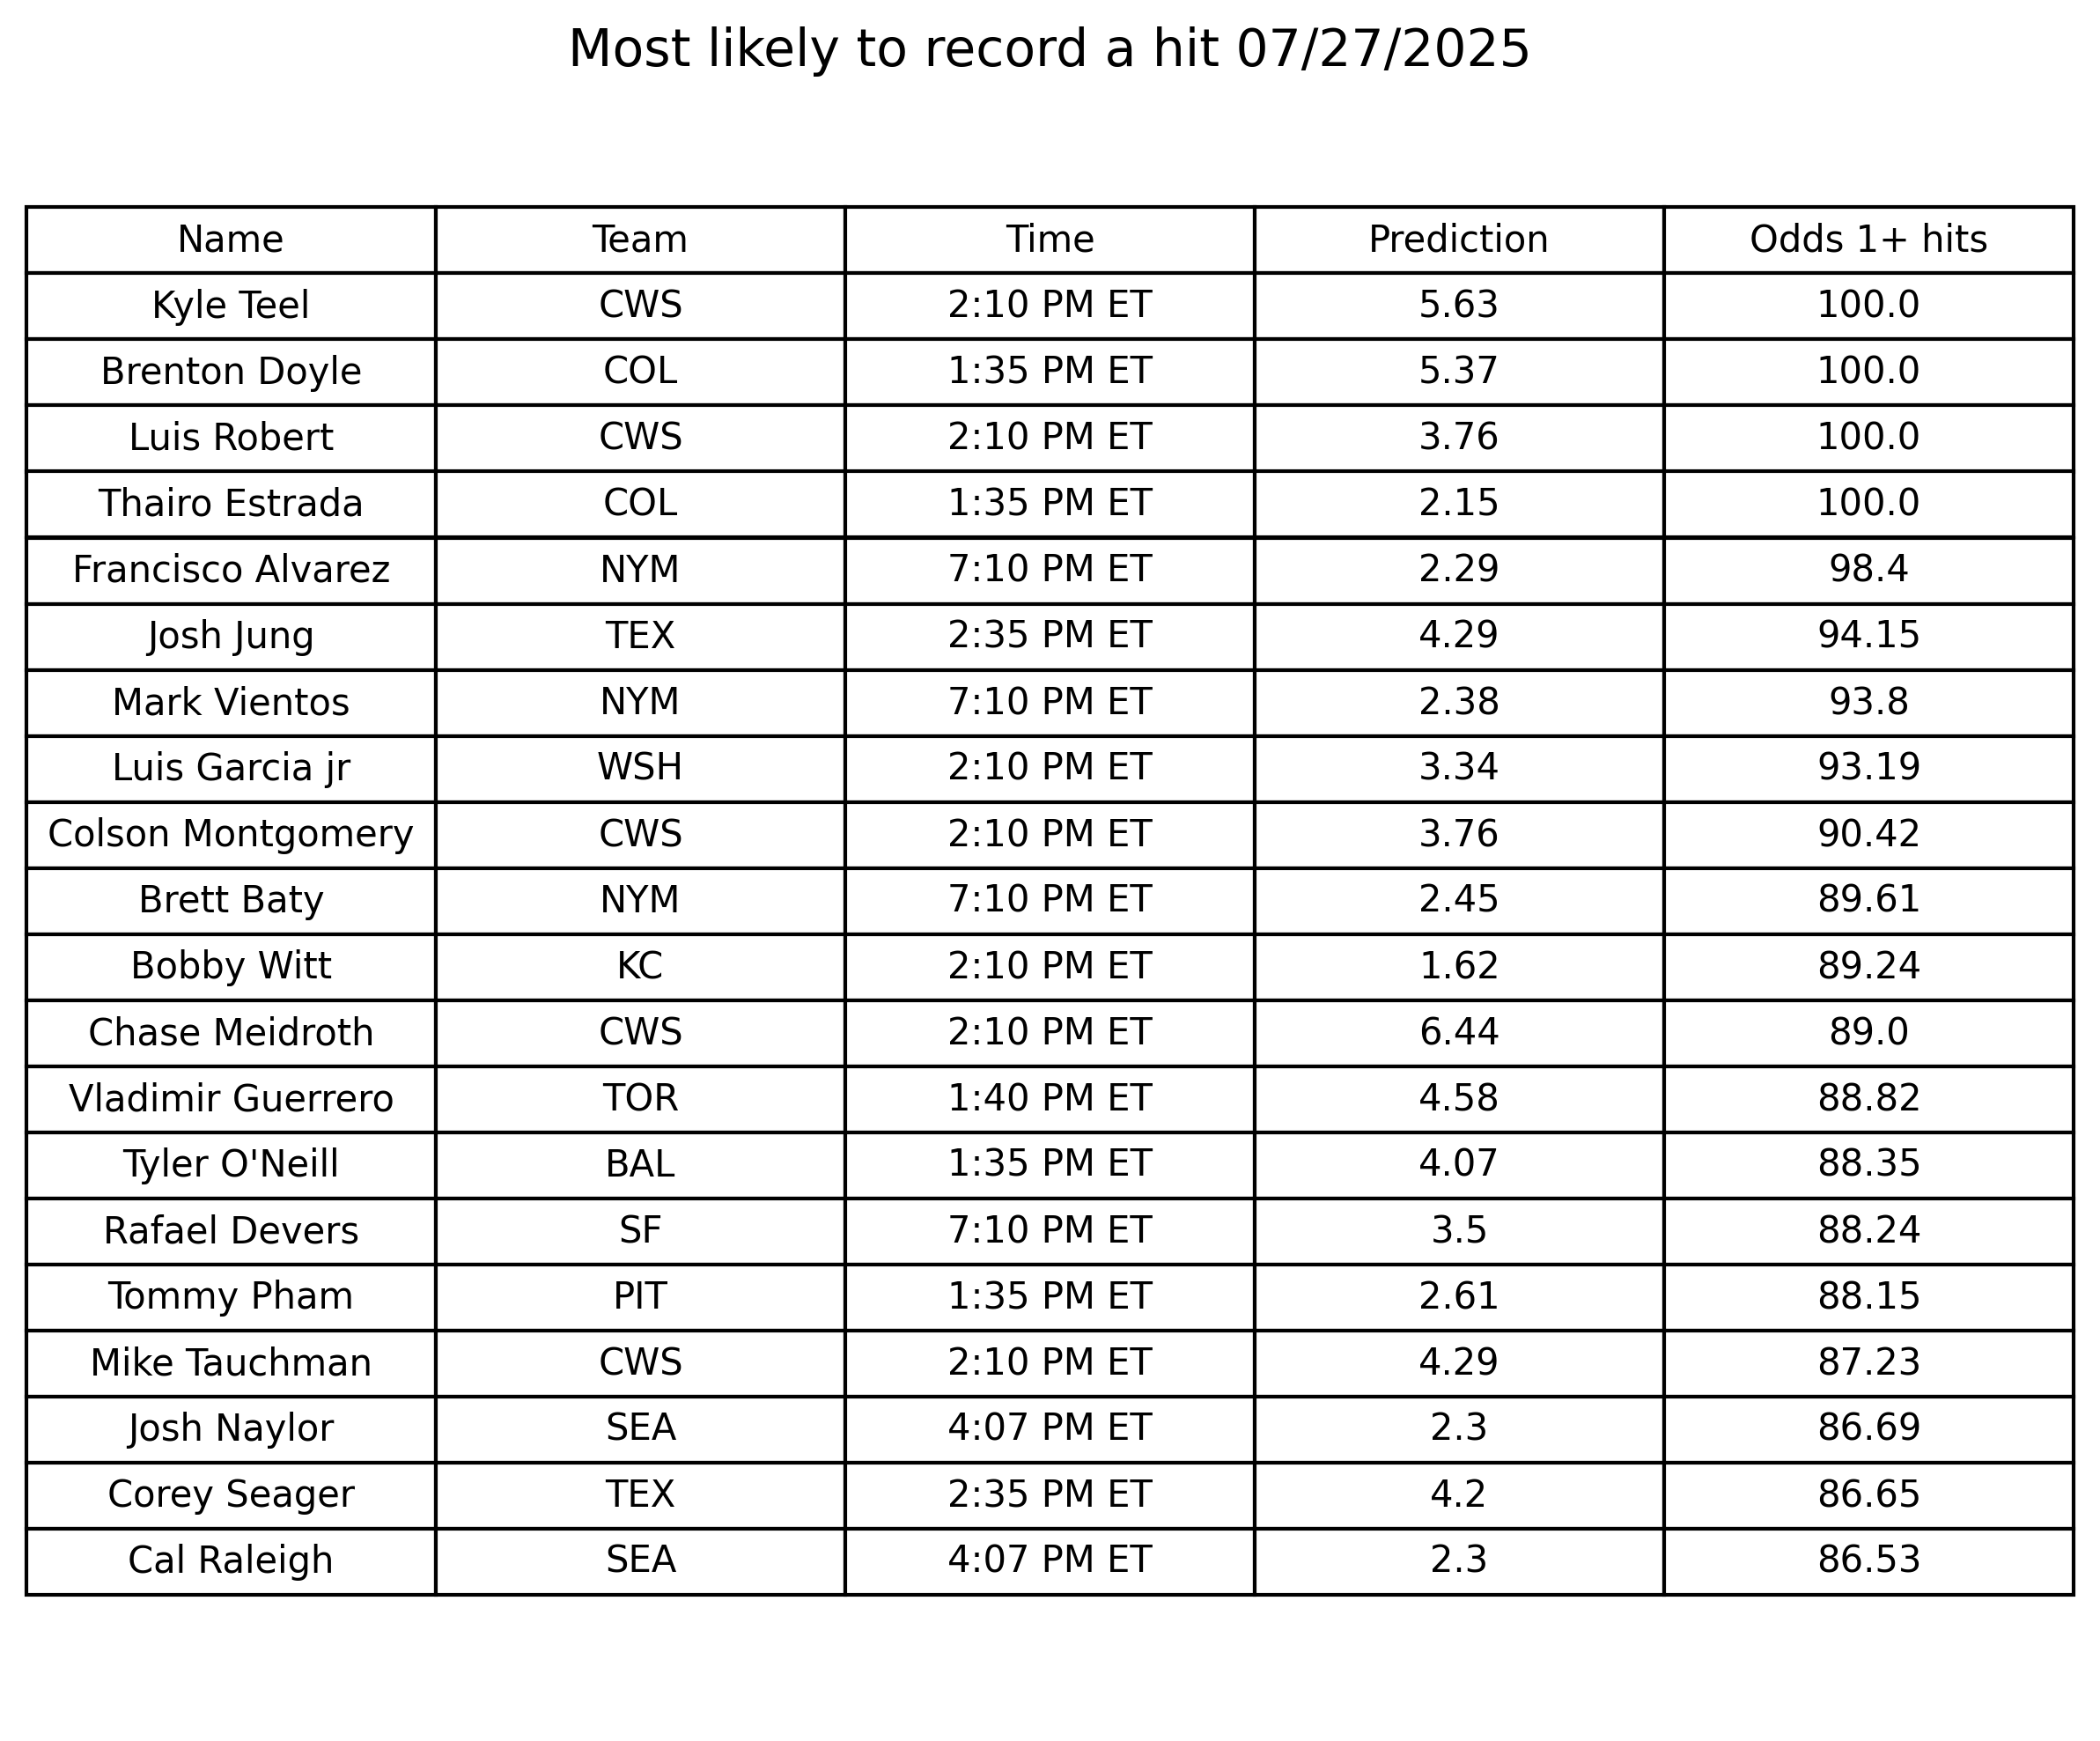 Most likely to record a hit 07/27/2025
Name Team Time Prediction Odds 1+ hits
Kyle Teel CWS 2:10 PM ET 5.63 100.0
Brenton Doyle COL 1:35 PM ET 5.37 100.0
Luis Robert CWS 2:10 PM ET 3.76 100.0
Thairo Estrada COL 1:35 PM ET 2.15 100.0
Francisco Alvarez NYM 7:10 PM ET 2.29 98.4
Josh Jung TEX 2:35 PM ET 4.29 94.15
Mark Vientos NYM 7:10 PM ET 2.38 93.8
Luis Garcia jr WSH 2:10 PM ET 3.34 93.19
Colson Montgomery CWS 2:10 PM ET 3.76 90.42
Brett Baty NYM 7:10 PM ET 2.45 89.61
Bobby Witt KC 2:10 PM ET 1.62 89.24
Chase Meidroth CWS 2:10 PM ET 6.44 89.0
Vladimir Guerrero TOR 1:40 PM ET 4.58 88.82
Tyler O'Neill BAL 1:35 PM ET 4.07 88.35
Rafael Devers SF 7:10 PM ET 3.5 88.24
Tommy Pham PIT 1:35 PM ET 2.61 88.15
Mike Tauchman CWS 2:10 PM ET 4.29 87.23
Josh Naylor SEA 4:07 PM ET 2.3 86.69
Corey Seager TEX 2:35 PM ET 4.2 86.65
Cal Raleigh SEA 4:07 PM ET 2.3 86.53